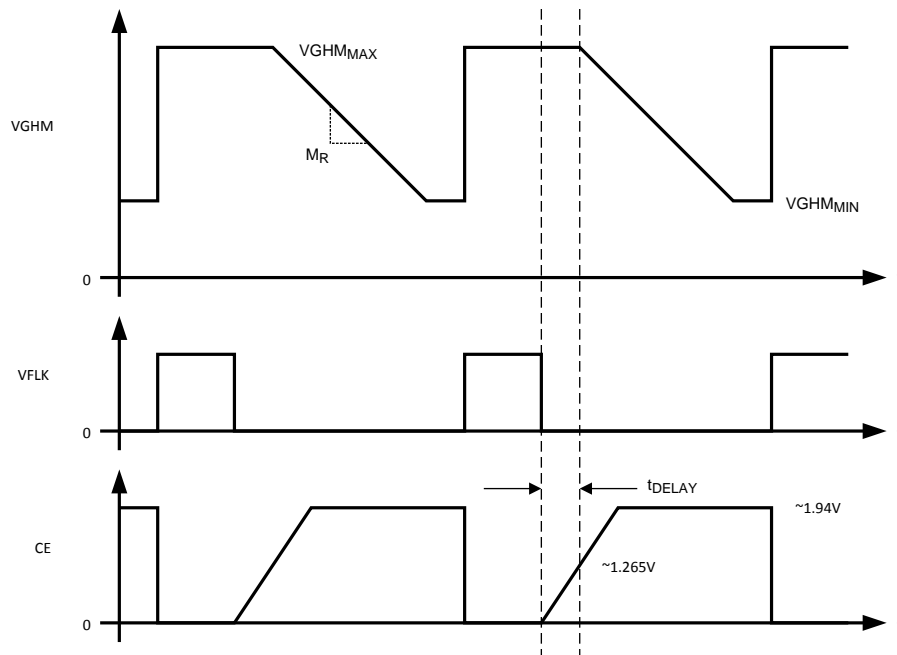 VGHM
VGHMMAX
MR
VGHMMIN
0
VFLK
0
tDELAY
~1.94V
CE
~1.265V
0